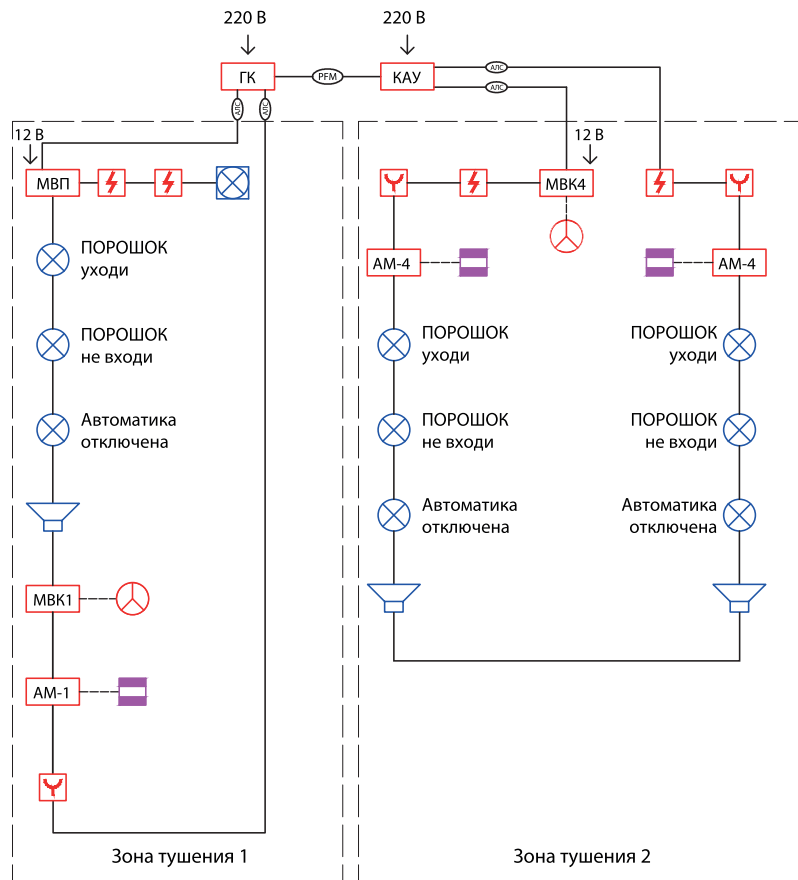 220 В
220 В
ГК
PFM
КАУ
АЛС
АЛС
АЛС
АЛС
12 В
12 В
МВП
МВК4
ПОРОШОК
уходи
АМ-4
АМ-4
ПОРОШОК
не входи
ПОРОШОК
уходи
ПОРОШОК
уходи
Автоматика
отключена
ПОРОШОК
не входи
ПОРОШОК
не входи
Автоматика
отключена
Автоматика
отключена
МВК1
АМ-1
Зона тушения 1
Зона тушения 2